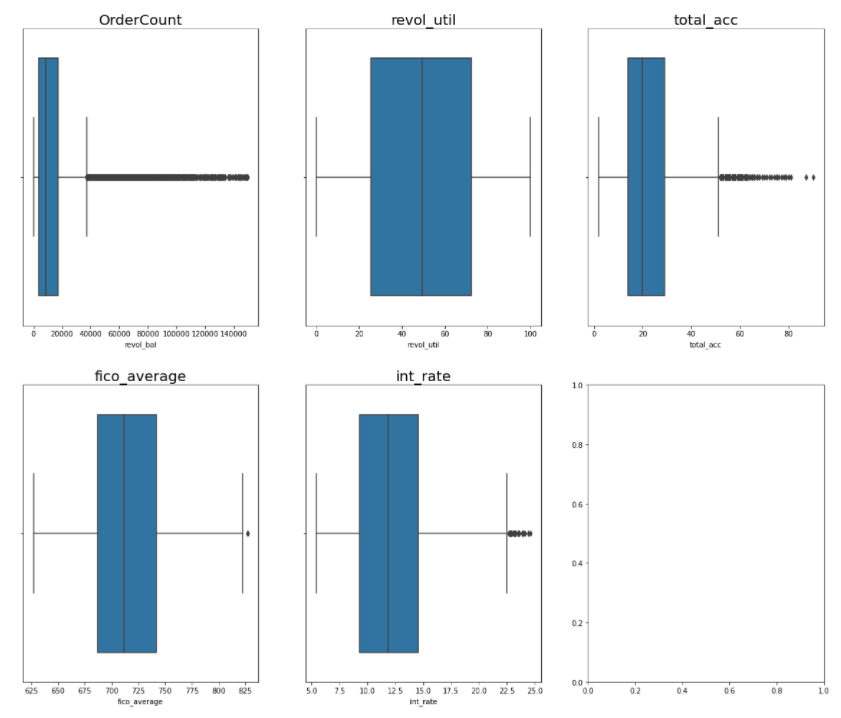 OrderCount revol_util total_acc
0 20000 40000 60000 80000 100000 120000 140000
revol_bal
0 20 40 60 80 100
revol_util
0 20 40 60 80
total_acc
fico_average int_rate
625 650 675 700 725 750 775 800 825
fico_average
5.0 7.5 10.0 12.5 15.0 17.5 20.0 22.5 25.0
int_rate
1.0
0.8
0.6
0.4
0.2
0.0
0.0 0.2 0.4 0.6 0.8 1.0